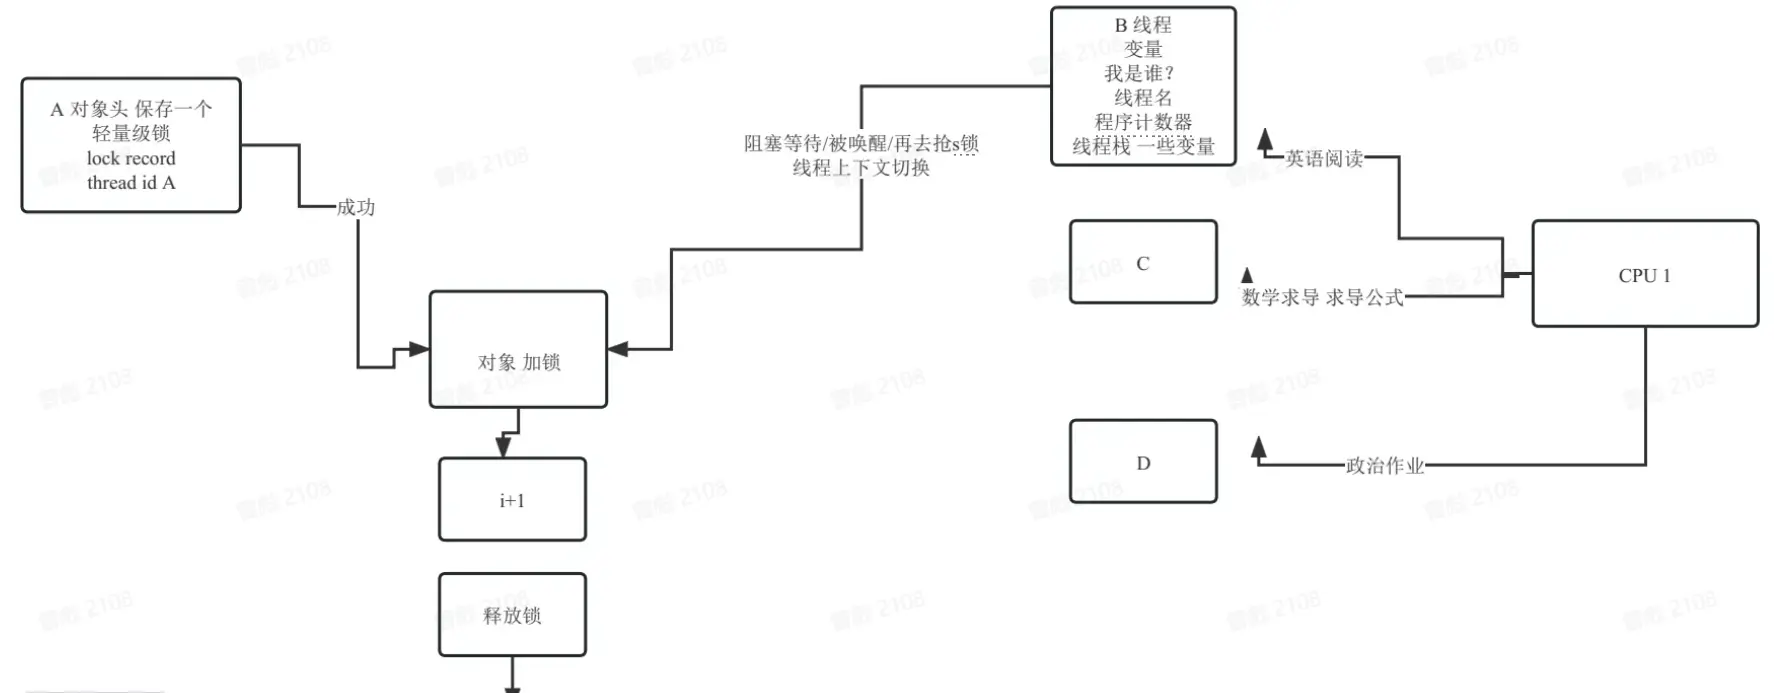 A 对象头 保存一个
轻量级锁
lock record
thread id A
成功
对象 加锁
i+1
释放锁
阻塞等待/被唤醒/再去抢s锁
线程上下文切换
B 线程
变量
我是谁?
线程名
程序计数器
线程栈 一些变量
C
D
英语阅读
数学求导 求导公式
政治作业
CPU 1